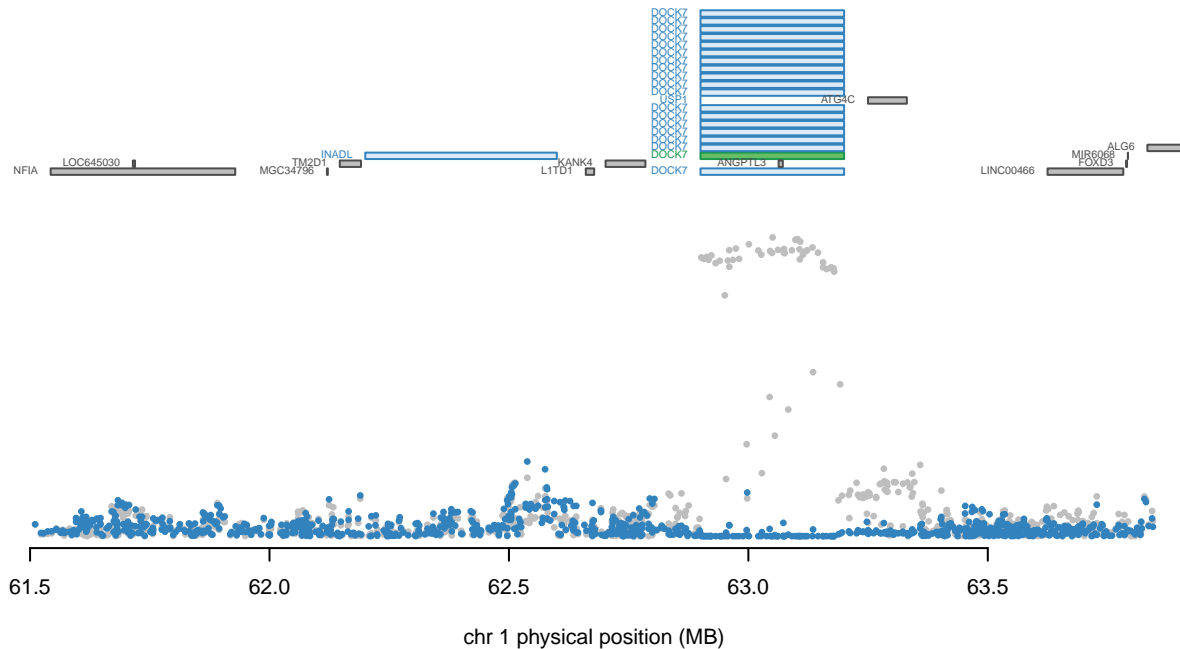 DOCK7
DOCK7
DOCK7
DOCK7
DOCK7
DOCK7
DOCK7
DOCK7
DOCK7
DOCK7
DOCK7
USP1 ATG4C
DOCK7
DOCK7
DOCK7
DOCK7
DOCK7
DOCK7 ALG6
INADL DOCK7 MIR6068
LOC645030 TM2D1 KANK4 ANGPTL3 FOXD3
NFIA MGC34796 L1TD1 DOCK7 LINC00466
61.5 62.0 62.5 63.0 63.5
chr 1 physical position (MB)